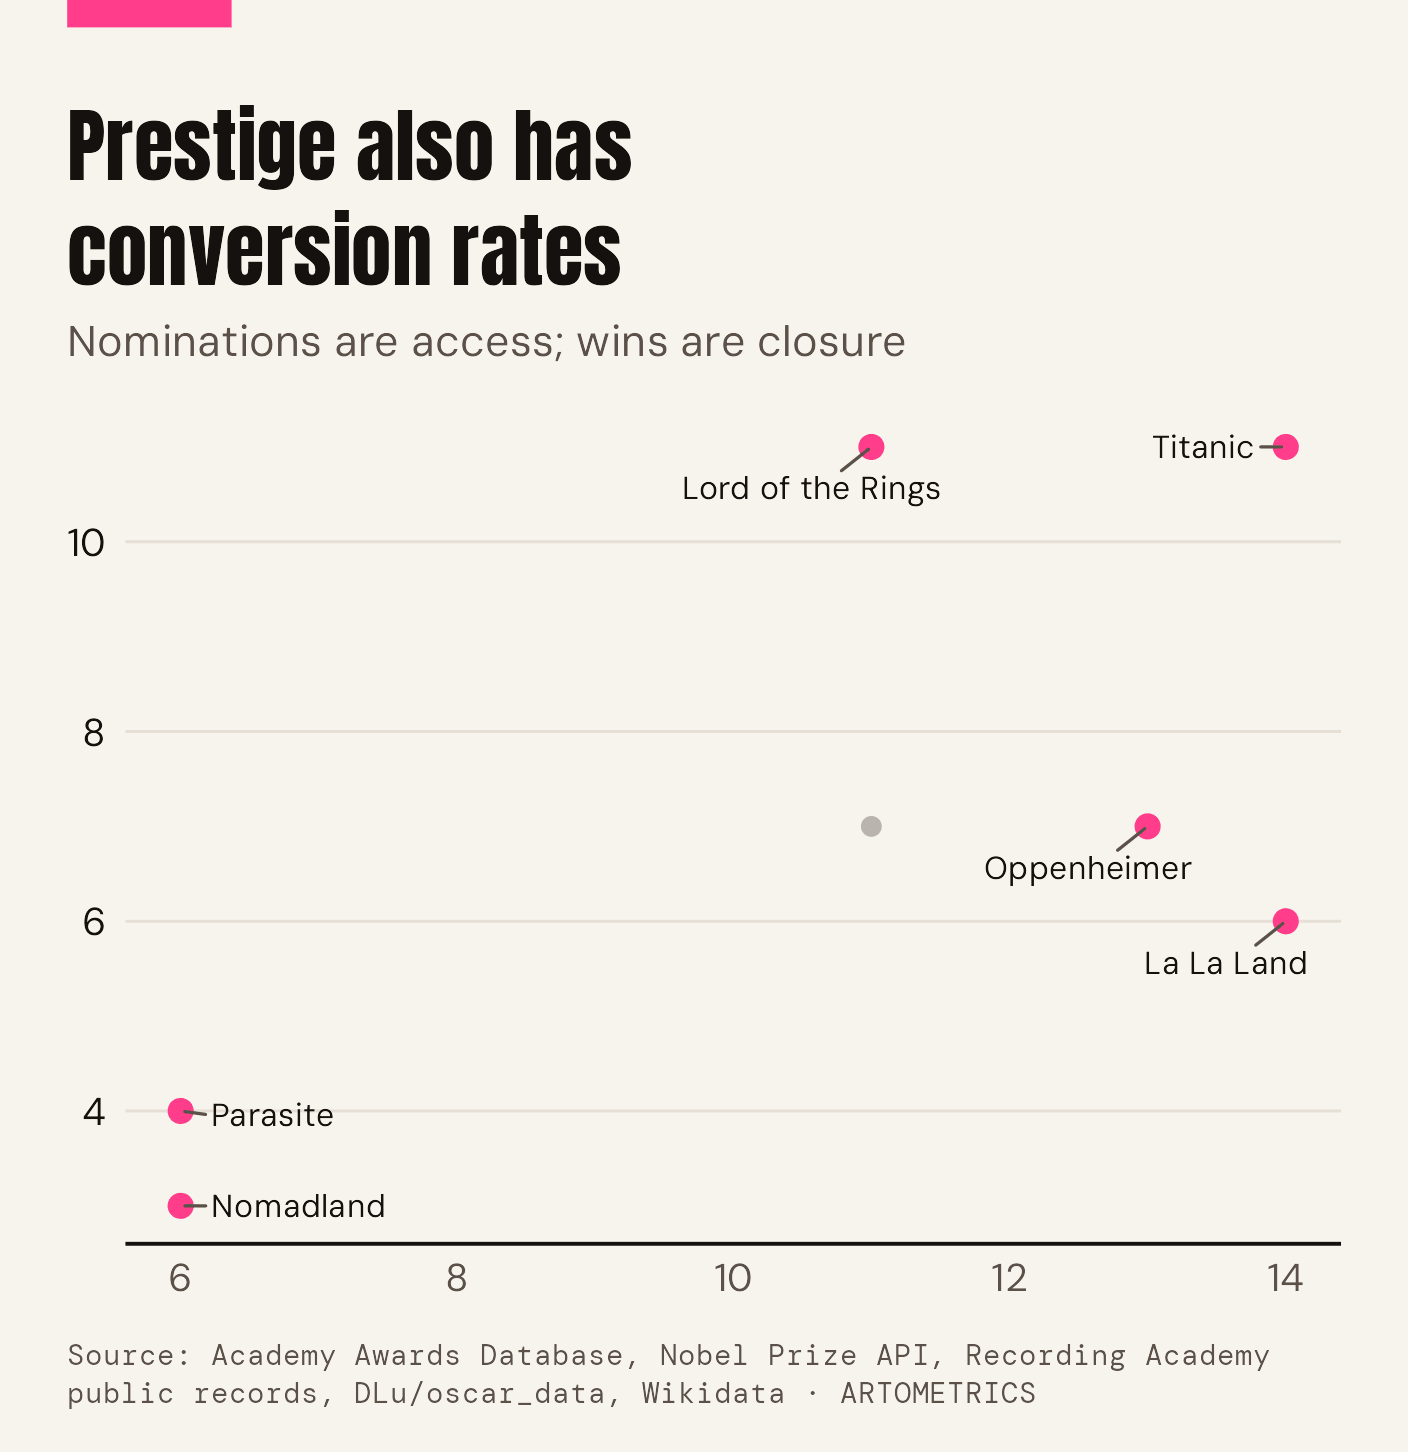 Prestige also has
conversion rates
Nominations are access; wins are closure
Titanic
Lord of the Rings
10
8
Oppenheimer
6
La La Land
4
Parasite
Nomadland
6 8 10 12 14
Source: Academy Awards Database, Nobel Prize API, Recording Academy
public records, DLu/oscar_data, Wikidata · ARTOMETRICS